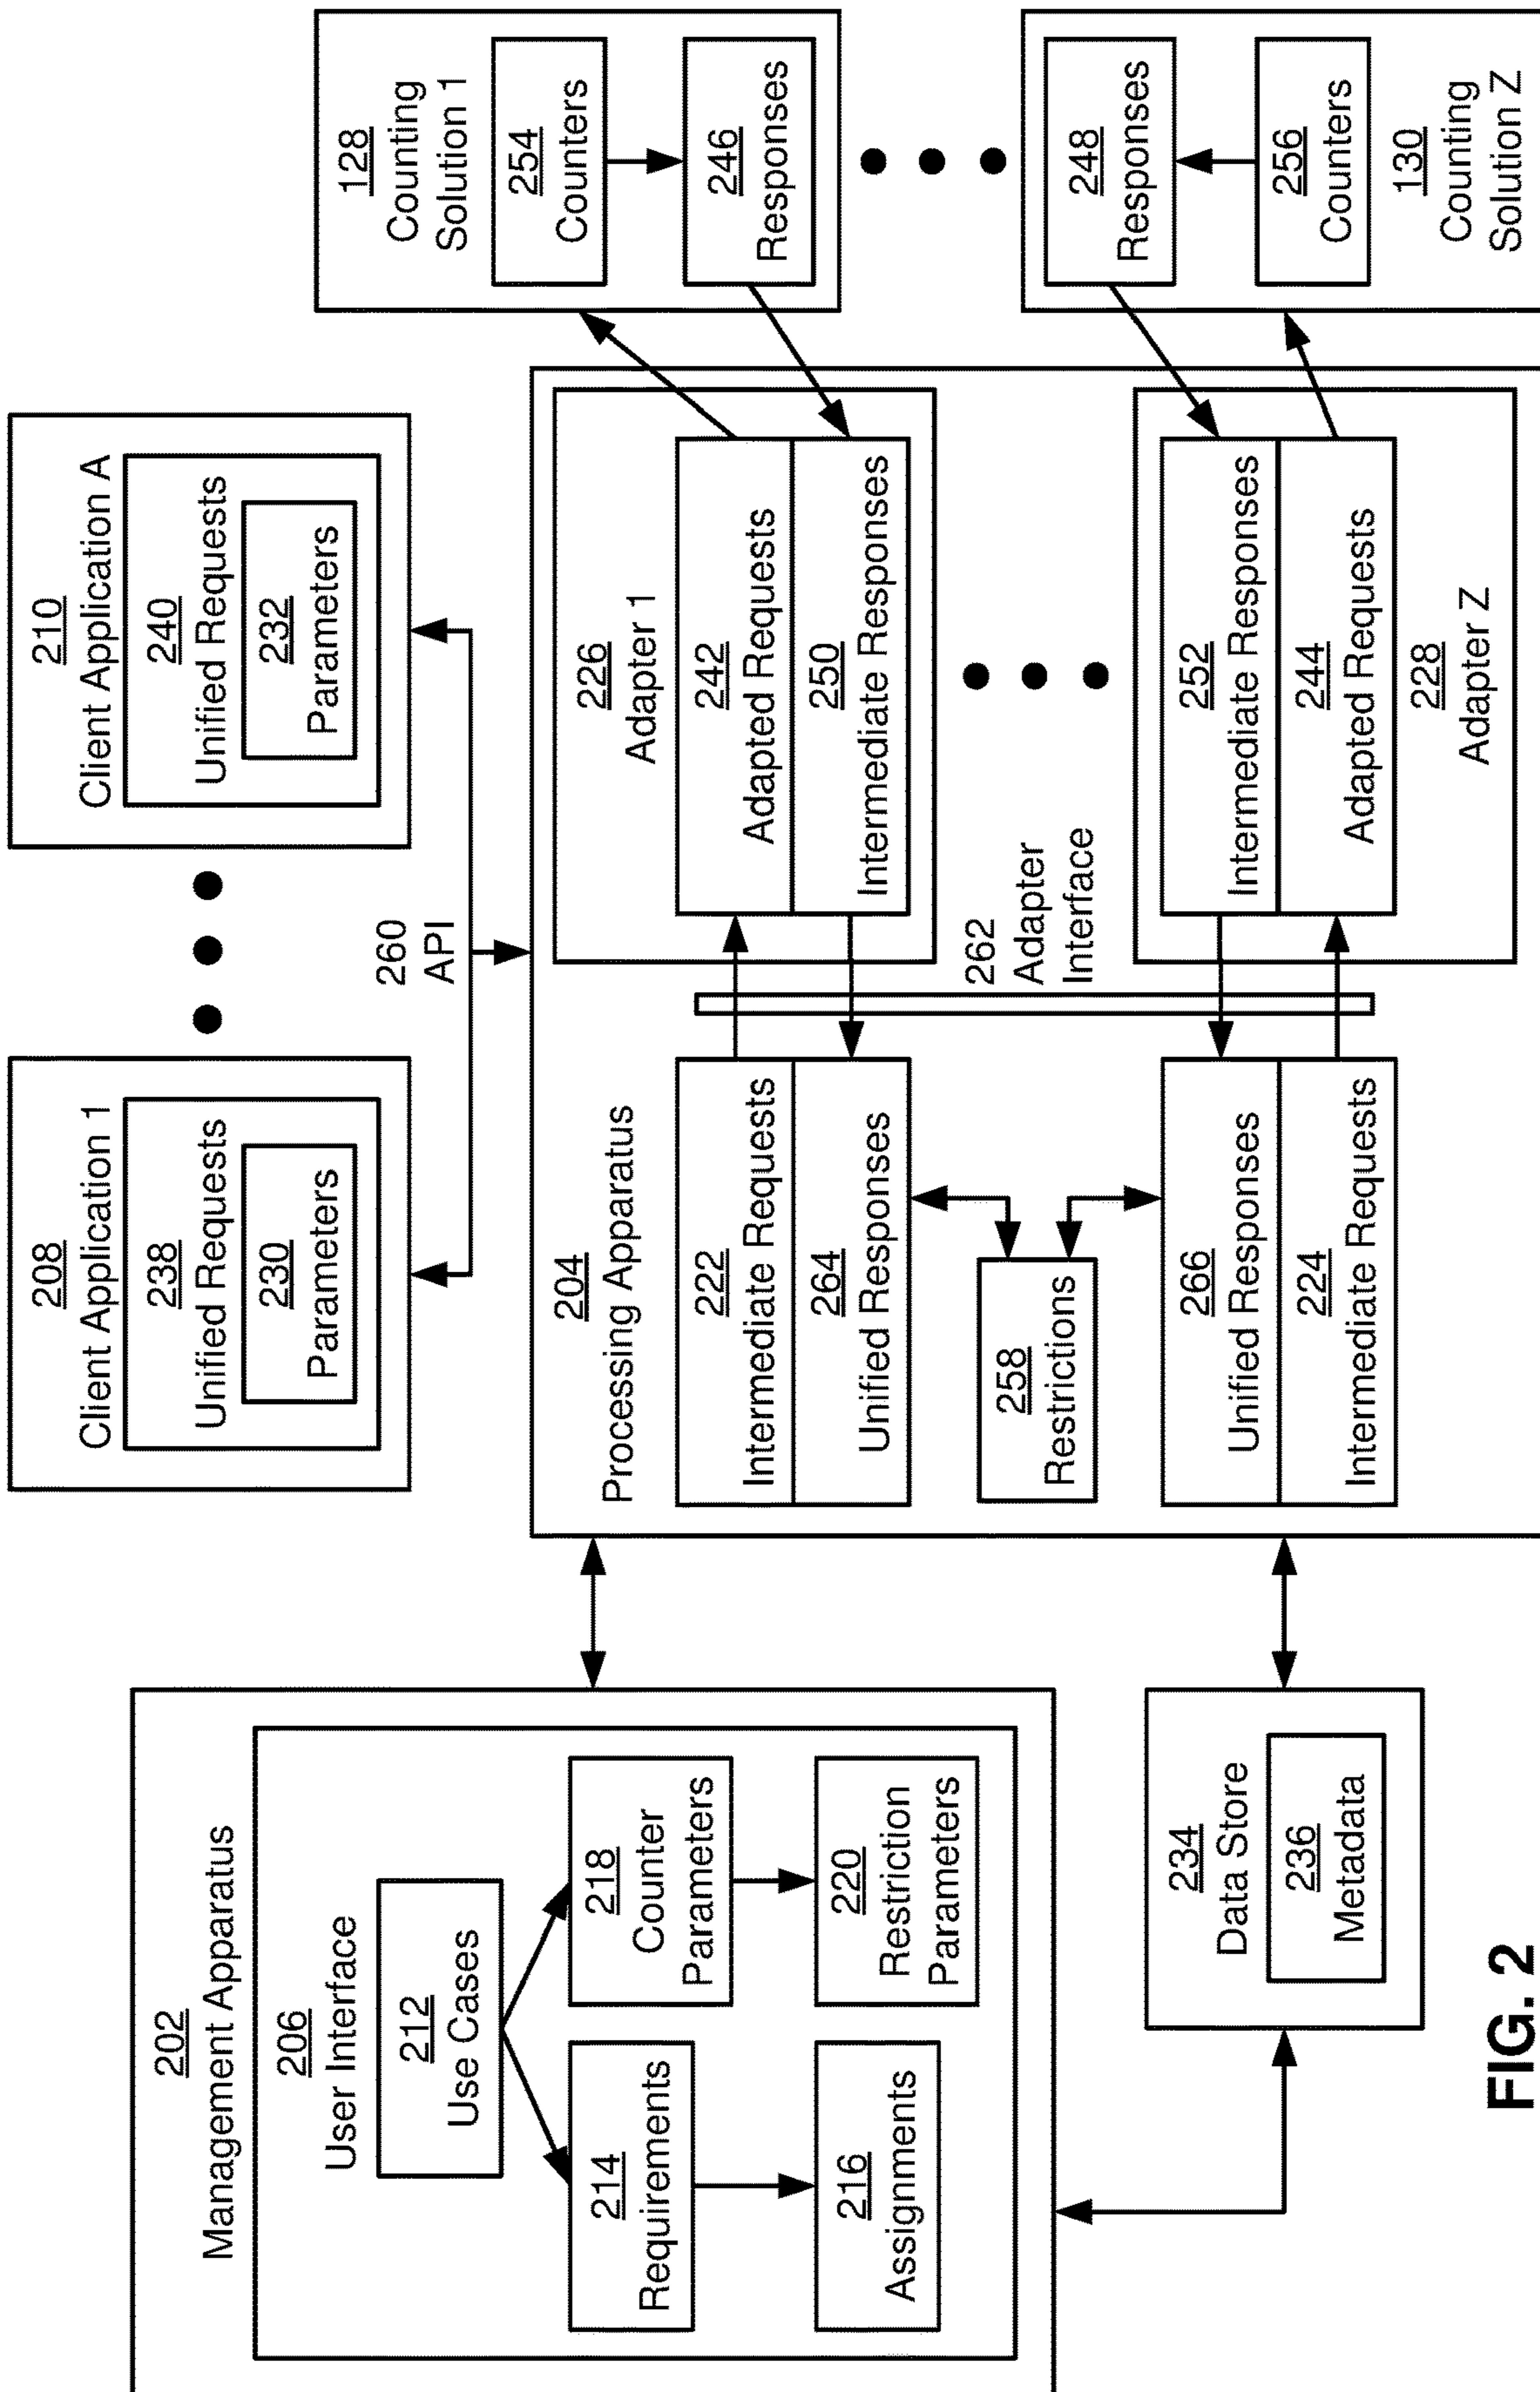 202
Management Apparatus
206
User Interface
212
Use Cases
214
Requirements
218
Counter
Parameters
216
Assignments
220
Restriction
Parameters
234
Data Store
236
Metadata
208
Client Application 1
238
Unified Requests
230
Parameters
210
Client Application A
240
Unified Requests
232
Parameters
260
API
204
Processing Apparatus
222
Intermediate Requests
264
Unified Responses
258
Restrictions
266
Unified Responses
224
Intermediate Requests
262
Adapter
Interface
226
Adapter 1
242
Adapted Requests
250
Intermediate Responses
252
Intermediate Responses
244
Adapted Requests
228
Adapter Z
128
Counting
Solution 1
254
Counters
246
Responses
248
Responses
256
Counters
130
Counting
Solution Z
FIG. 2